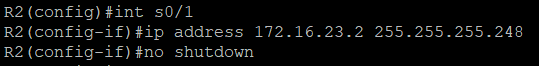 R2(config)#int s0/1
R2(config-if)#ip address 172.16.23.2 255.255.255.248
R2(config-if)#no shutdown